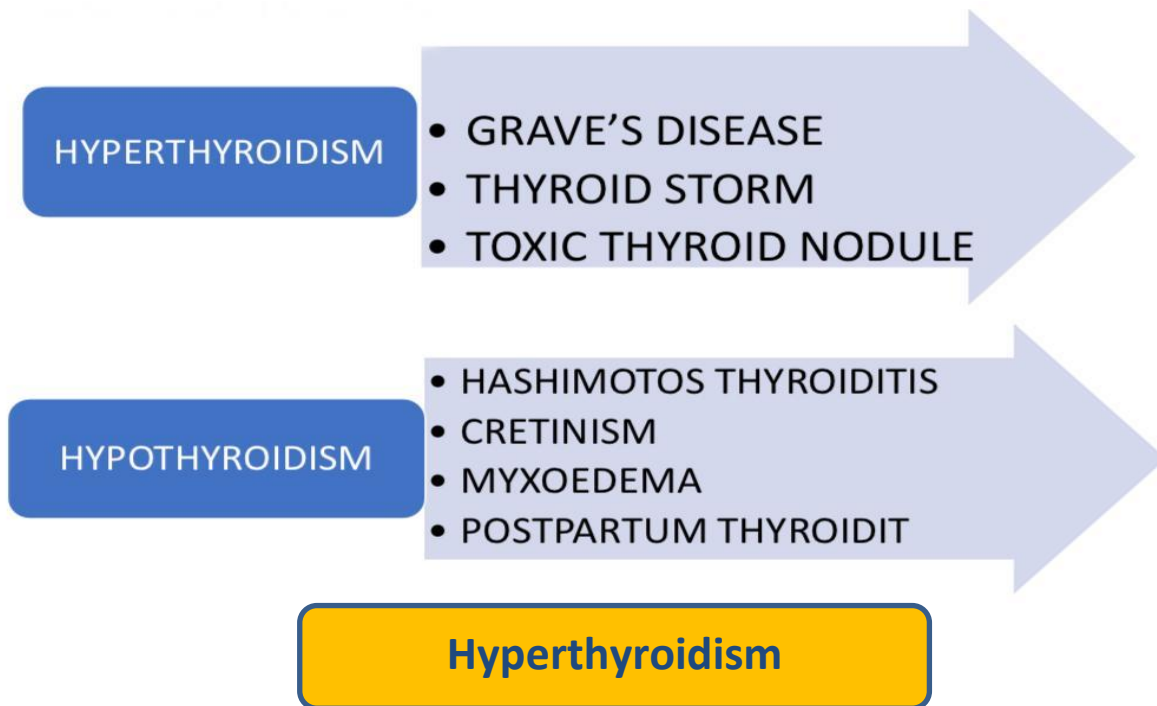 HYPERTHYROIDISM
• GRAVE'S DISEASE
• THYROID STORM
• TOXIC THYROID NODULE
HYPOTHYROIDISM
• HASHIMOTOS THYROIDITIS
• CRETINISM
• MYXOEDEMA
• POSTPARTUM THYROIDIT
Hyperthyroidism